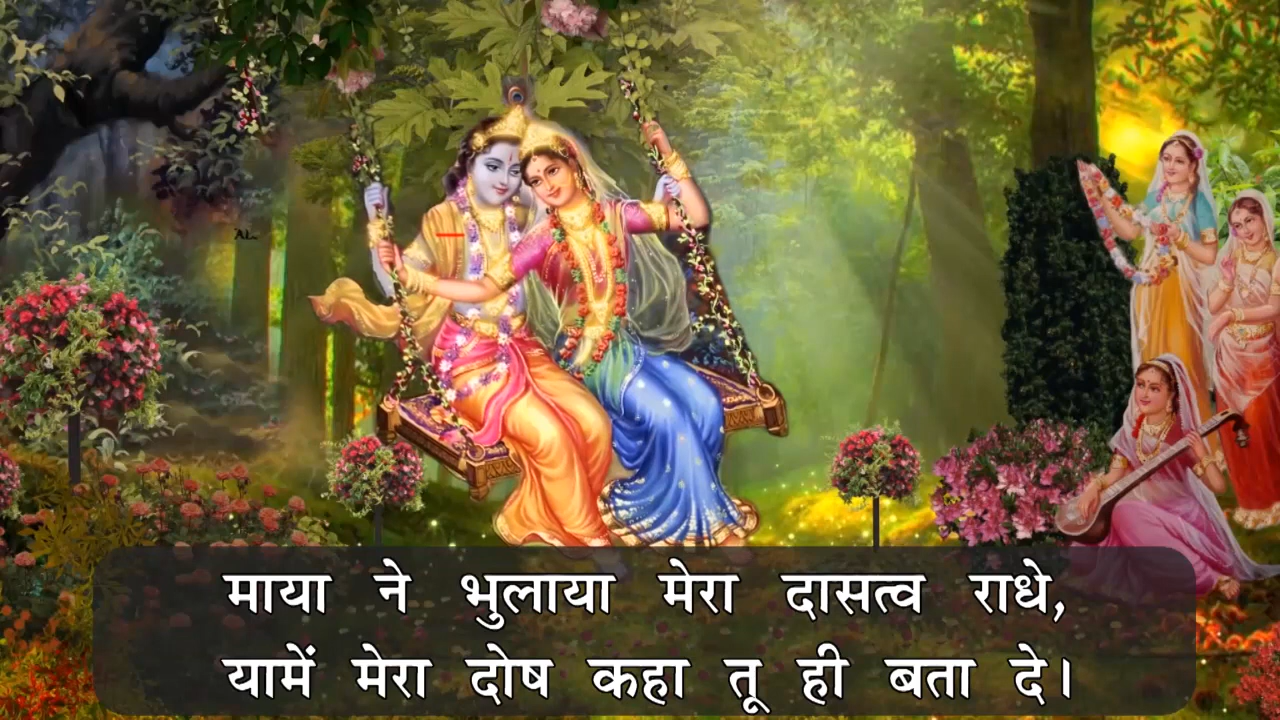 माया ने भुलाया मेरा दासत्व राधे,
यामें मेरा दोष कहा तू ही बता दे।